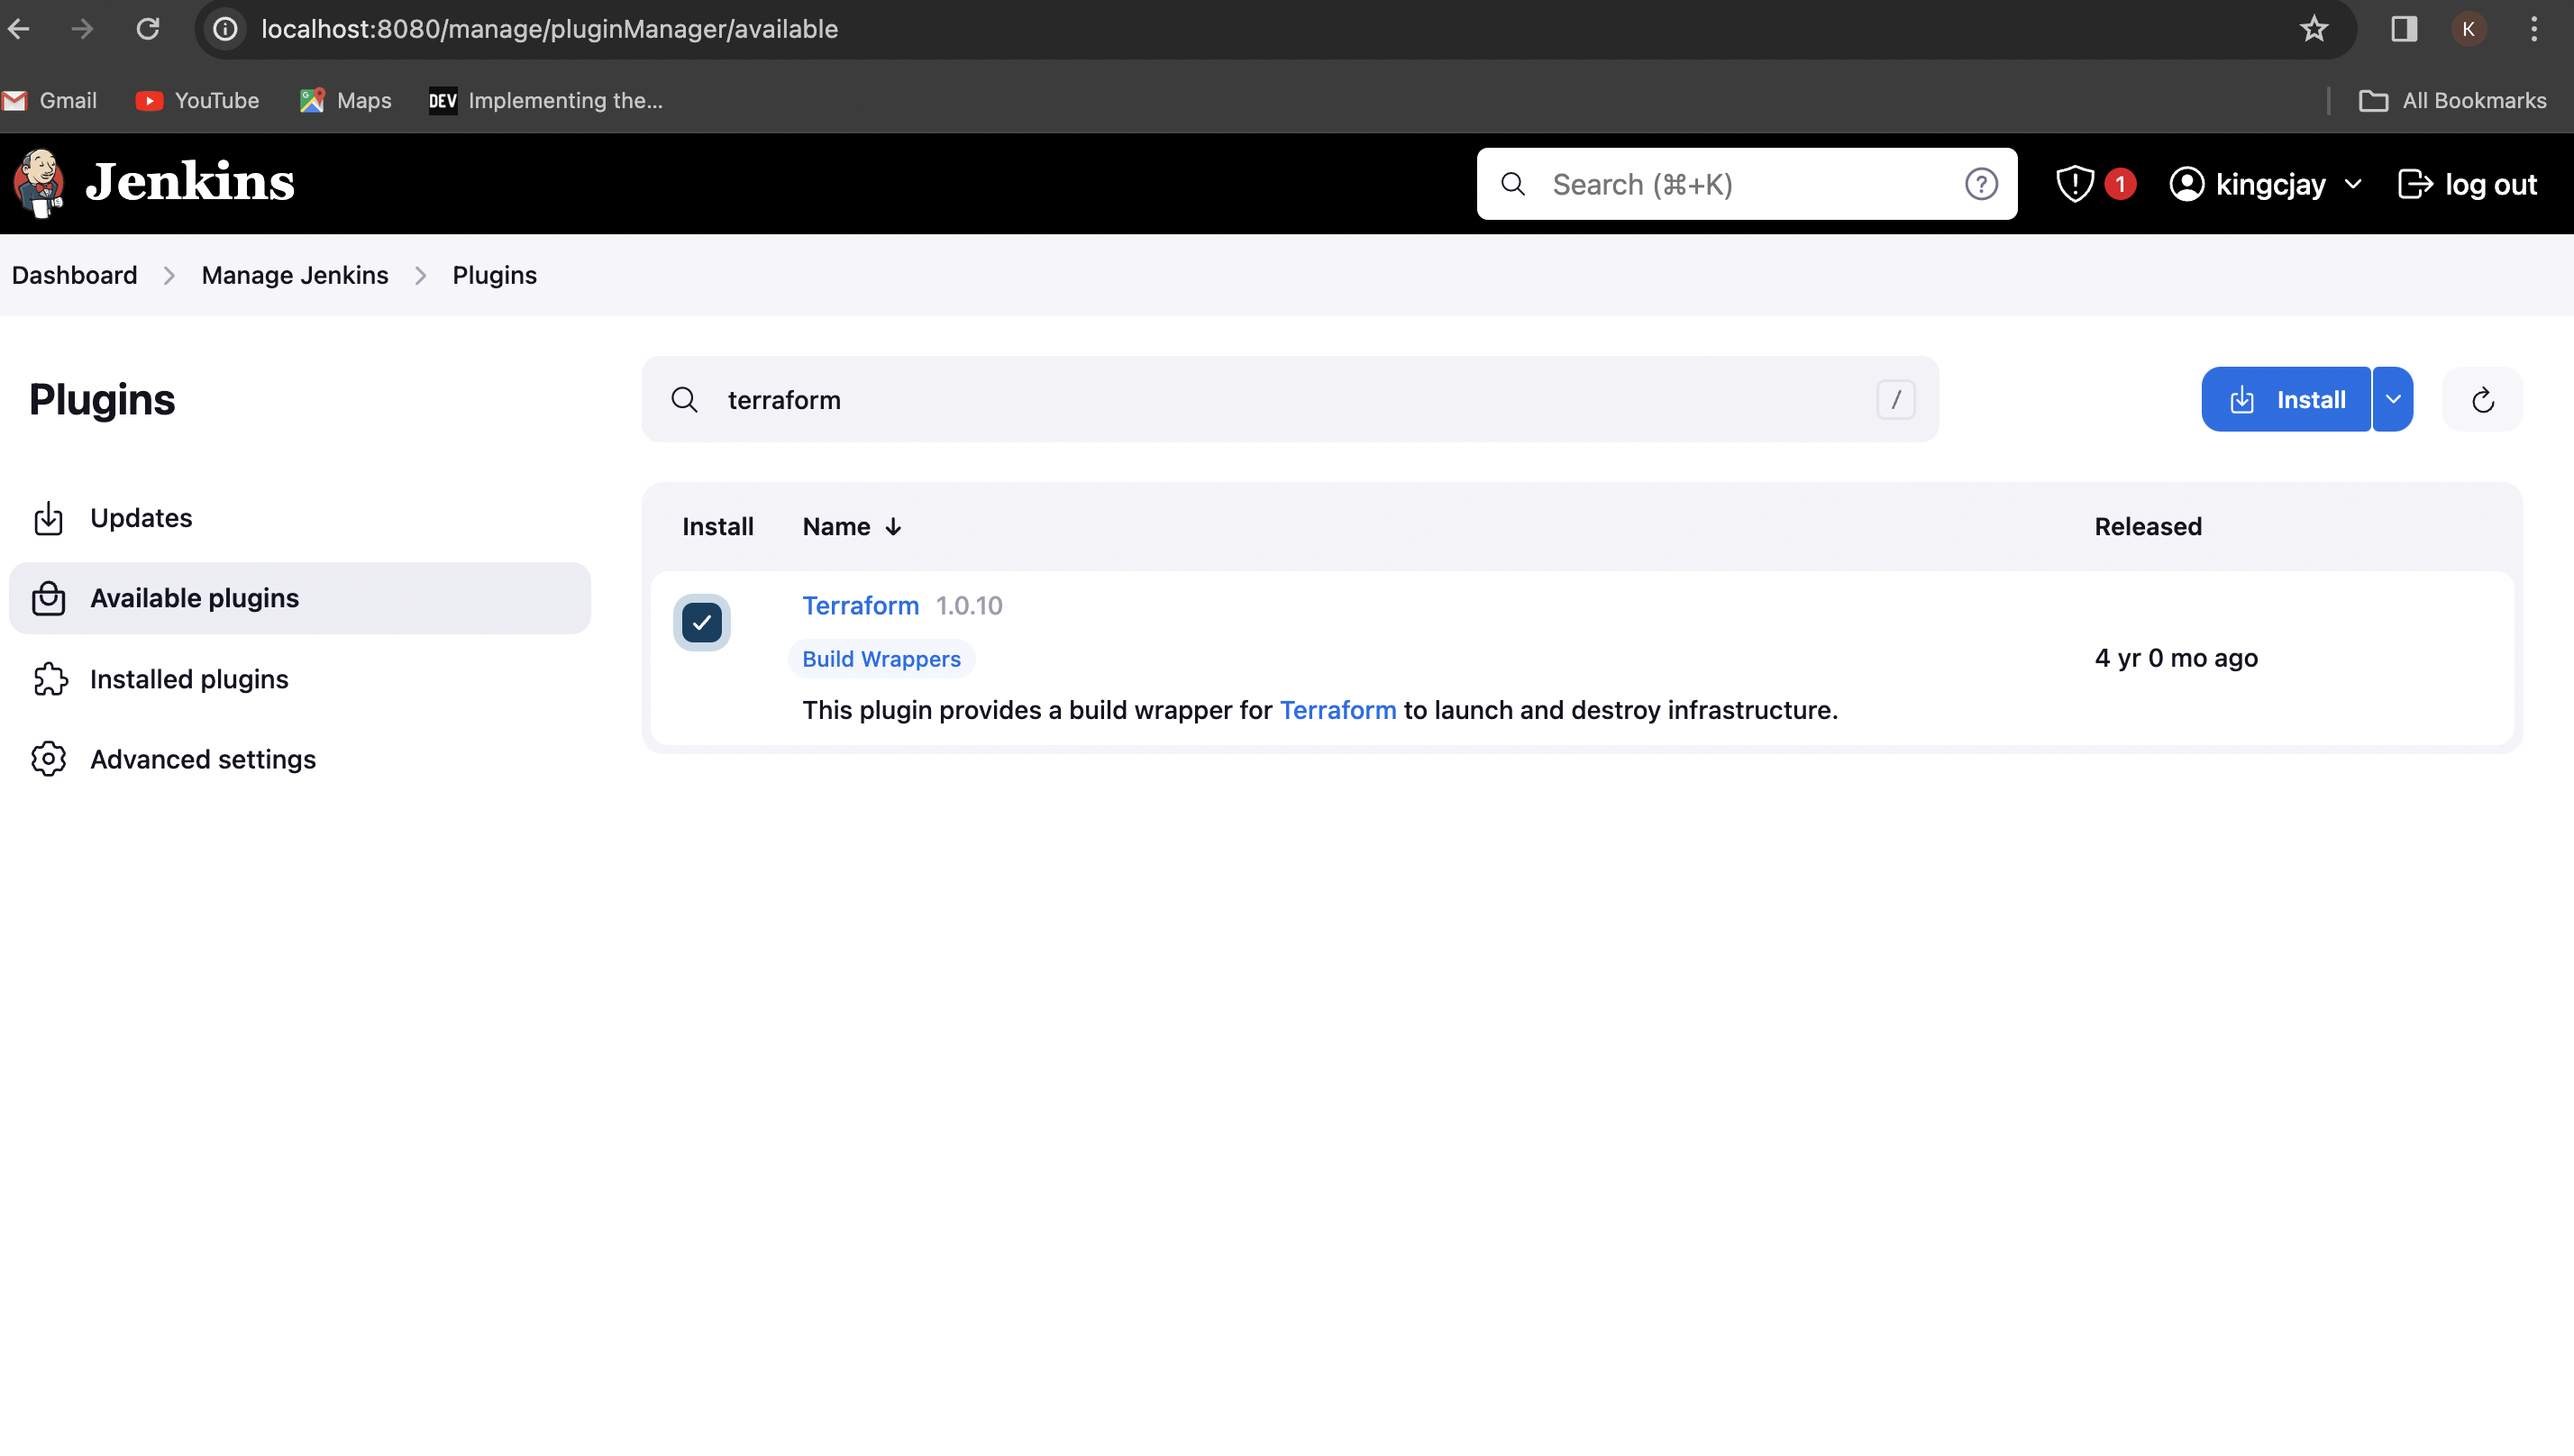 localhost:8080/manage/pluginManager/available
K
Gmail YouTube Maps DEV Implementing the... All Bookmarks
Jenkins Search (⌘+K) ? 1 kingcjay log out
Dashboard Manage Jenkins Plugins
Plugins
terraform / Install
Updates
Available plugins
Installed plugins
Advanced settings
Install Name ↓ Released
Terraform 1.0.10
Build Wrappers
4 yr 0 mo ago
This plugin provides a build wrapper for Terraform to launch and destroy infrastructure.